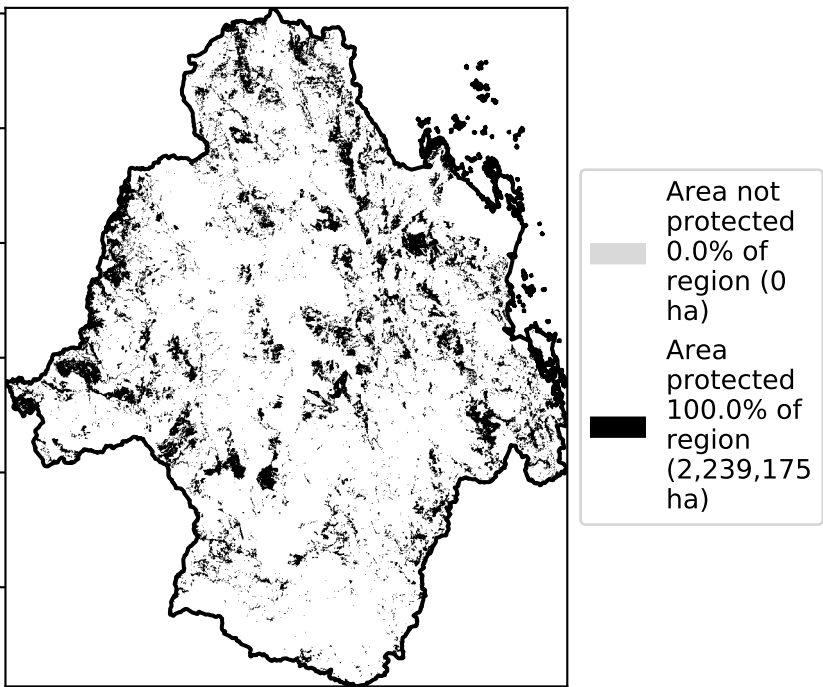 Area not
protected
0.0% of
region (0
ha)
Area
protected
100.0% of
region
(2,239,175
ha)